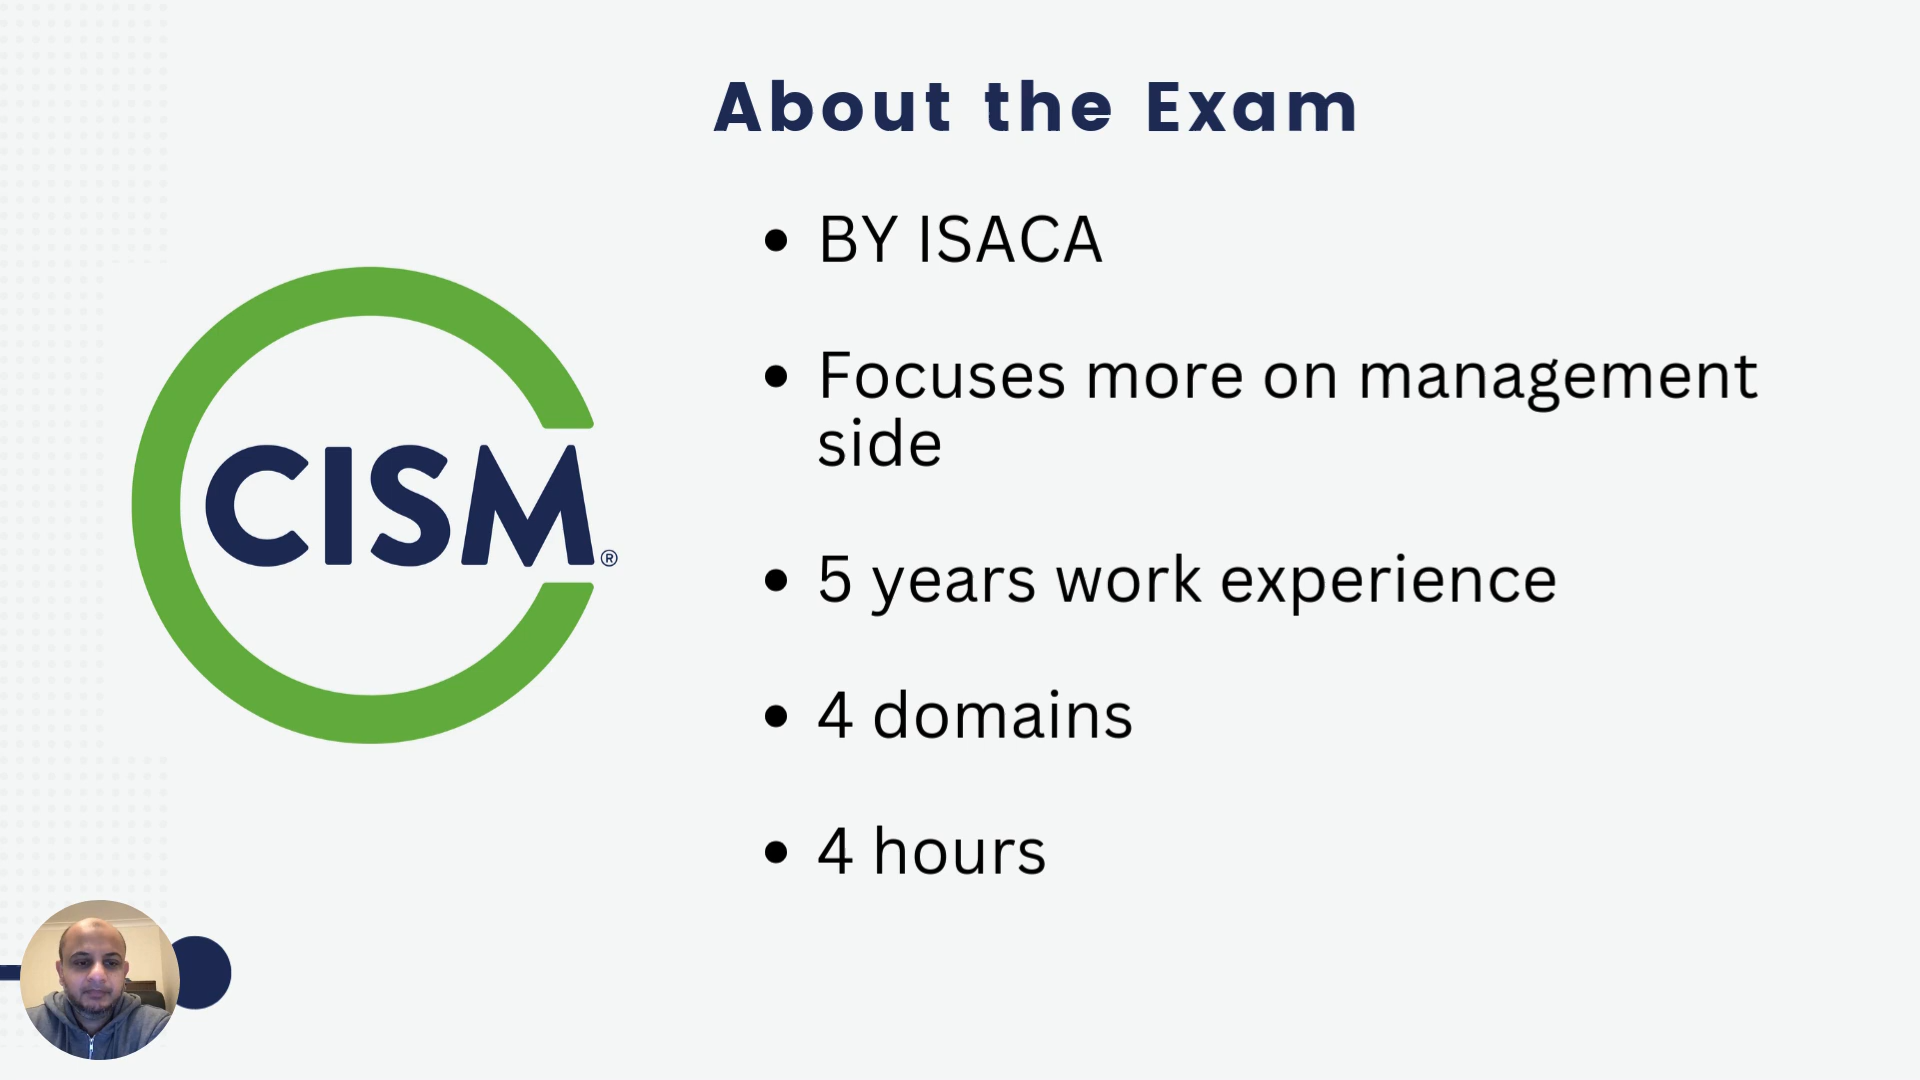 About the Exam
CISM®
• BY ISACA
• Focuses more on management
side
• 5 years work experience
• 4 domains
• 4 hours